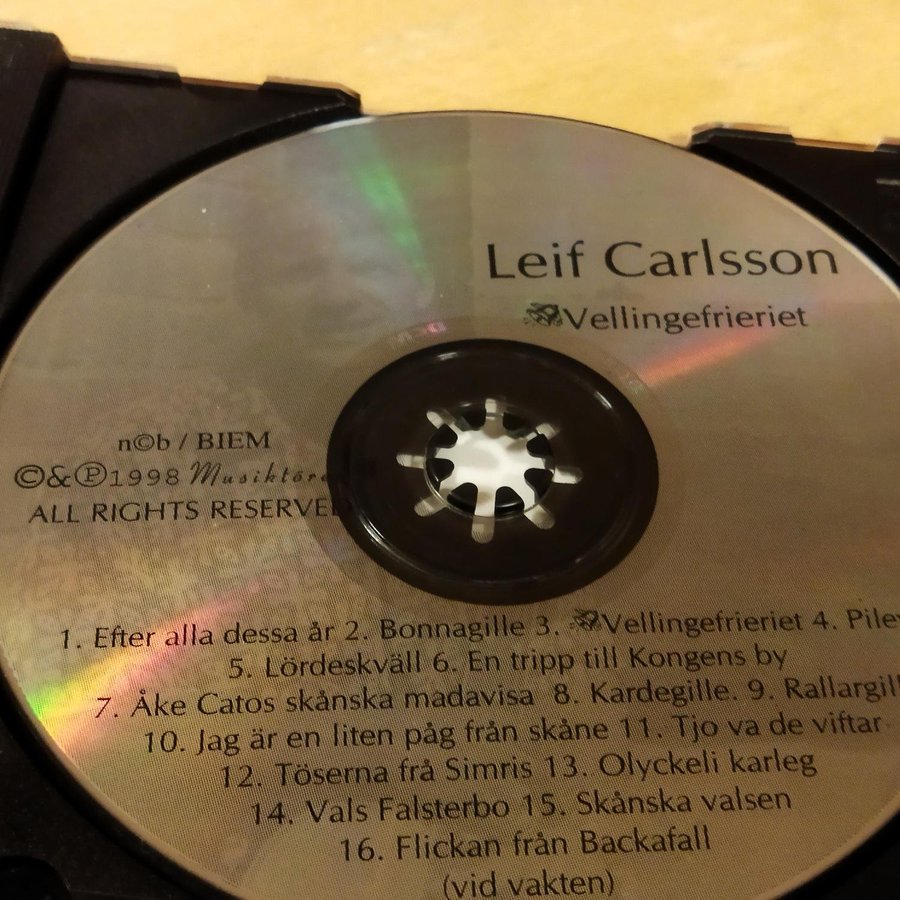 Leif Carlsson
Vellingefrieriet
n©b / BIEM
©&℗1998
ALL RIGHTS RESERVED
1. Efter alla dessa år 2. Bonnagille 3. Vellingefrieriet 4.
5. Lördeskväll 6. En tripp till Kongens by
7. Åke Catos skånska madavisa 8. Kardegille. 9.
10. Jag är en liten påg från skåne 11. Tjo va de viftar
12. Töserna frå Simris 13. Olyckeli karleg
14. Vals Falsterbo 15. Skånska valsen
16. Flickan från Backafall
(vid vakten)